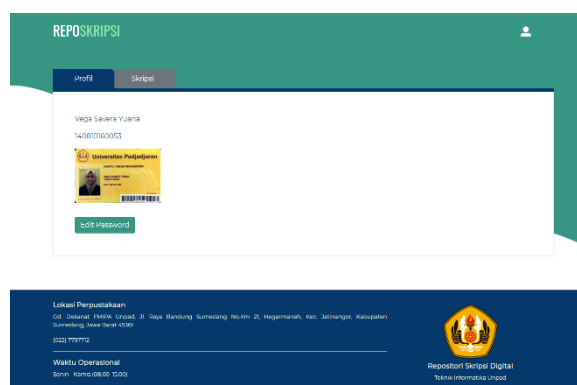 REPOSKRIPSI
Profil Skripsi
Vega Savera Yuana
140810160053
Universitas Padjadjaran
Edit Password
Lokasi Perpustakaan
Gd. Dekanat FMIPA Unpad, Jl. Raya Bandung Sumedang No.Km 21, Hegarmanah, Kec. Jatinangor, Kabupaten
Sumedang, Jawa Barat 45361
(022) 7797712
Waktu Operasional
Senin Kamis (08.00 15.00)
Repositori Skripsi Digital
Teknik Informatika Unpad